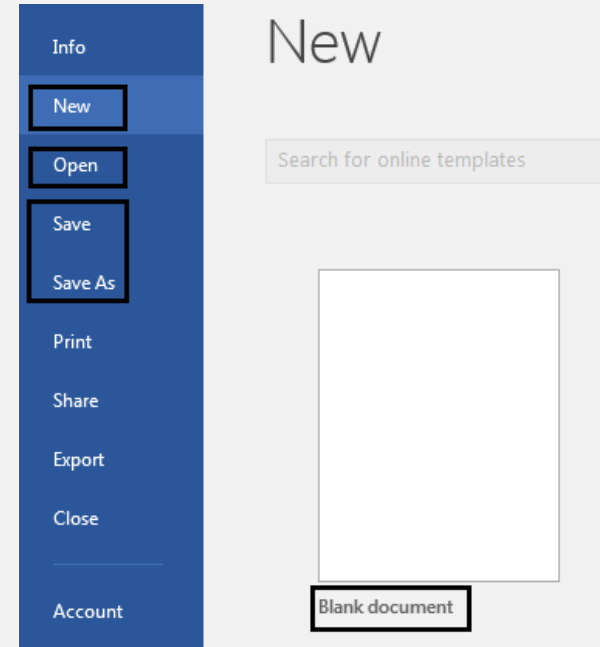 Info
New
Open
Save
Save As
Print
Share
Export
Close
Account
New
Search for online templates
Blank document